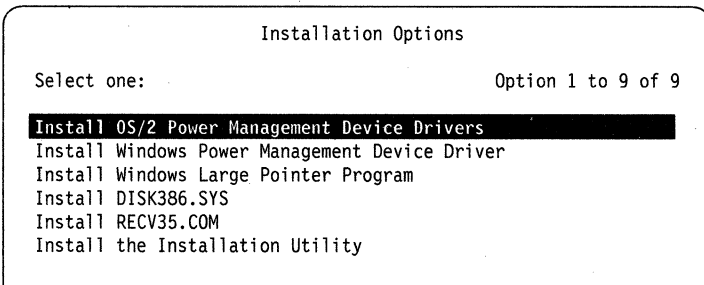 Installation Options
Select one: Option 1 to 9 of 9
Install OS/2 Power Management Device Drivers
Install Windows Power Management Device Driver
Install Windows Large Pointer Program
Install DISK386.SYS
Install RECV35.COM
Install the Installation Utility